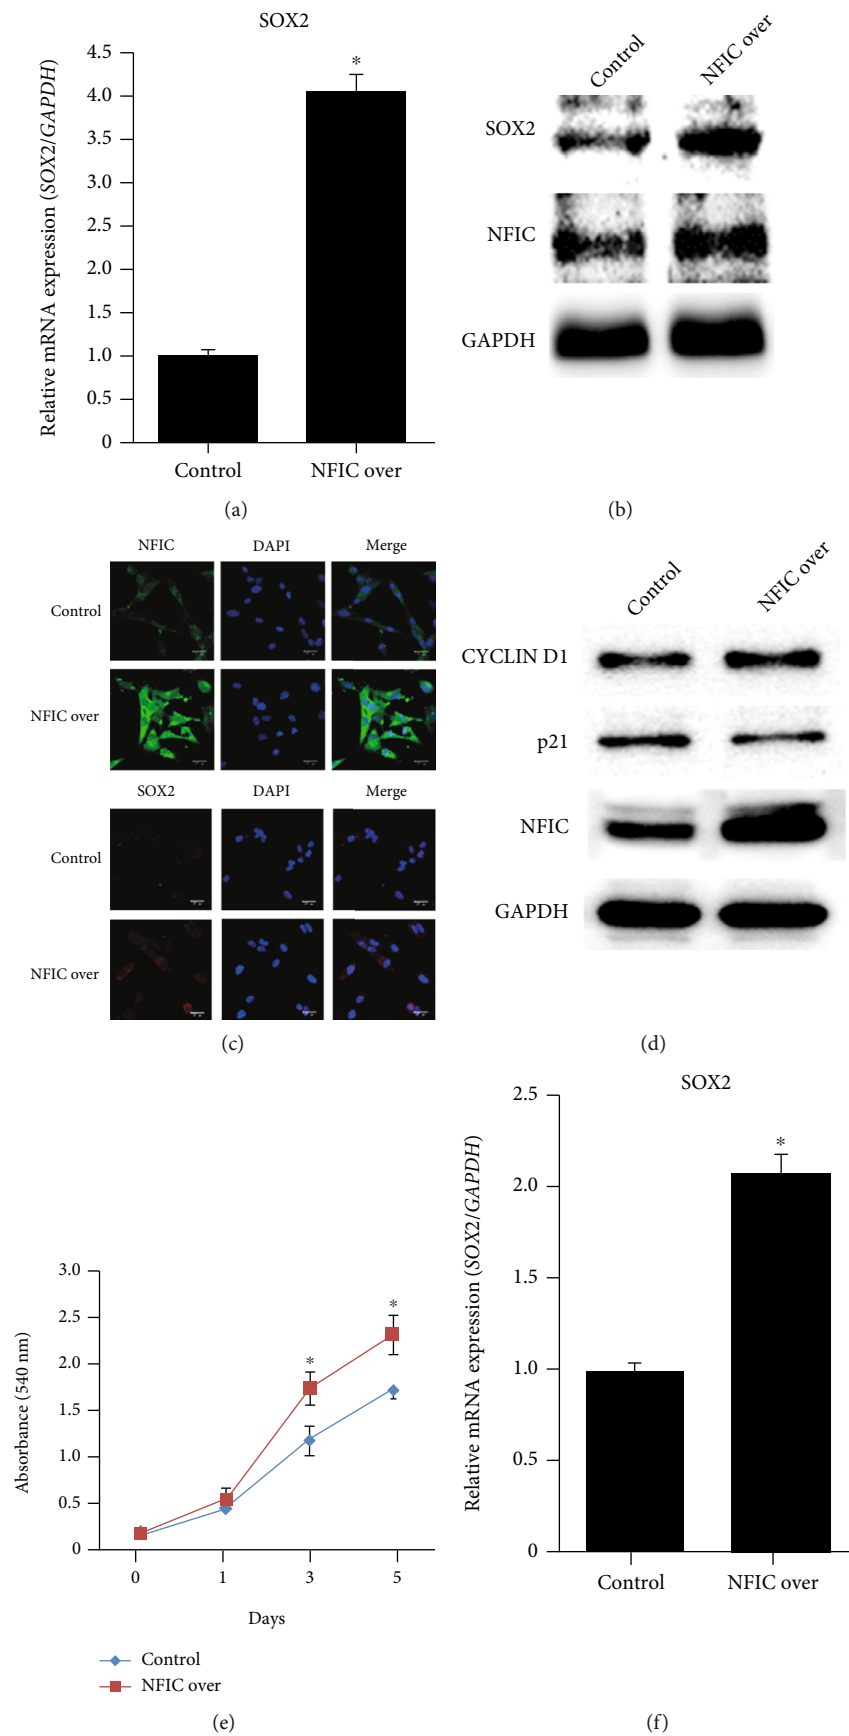 SOX2
Relative mRNA expression (SOX2/GAPDH)
4.5
4.0
3.5
4.0
2.5
2.0
1.5
1.0
0.5
0
*
Control
NFIC over
(a)
Control
NFIC over
SOX2
NFIC
GAPDH
(b)
NFIC
DAPI
Merge
Control
NFIC over
SOX2
DAPI
Merge
Control
NFIC over
(c)
Control
NFIC over
CYCLIN D1
p21
NFIC
GAPDH
(d)
Absorbance (540 nm)
3.0
2.5
2.0
1.5
1.0
0.5
0
*
*
0
1
3
5
Days
Control
NFIC over
(e)
SOX2
Relative mRNA expression (SOX2/GAPDH)
2.5
2.0
1.5
1.0
0.5
0
*
Control
NFIC over
(f)